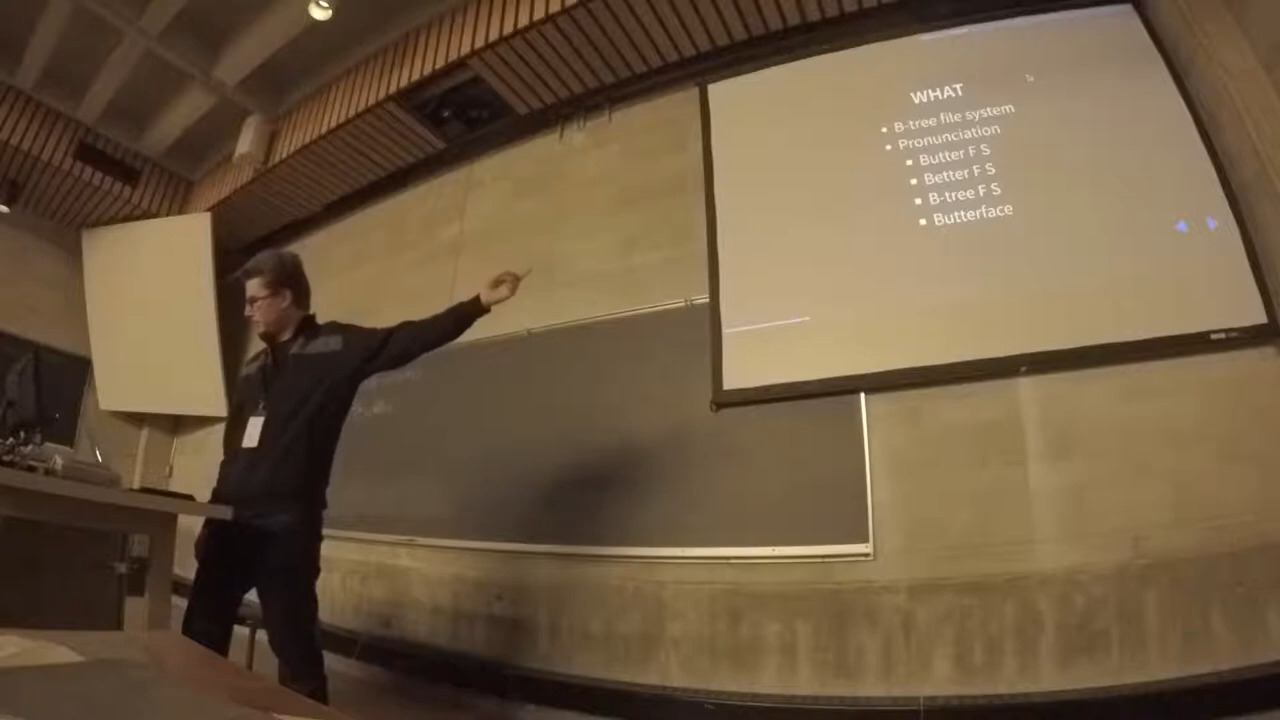 WHAT
• B-tree file system
• Pronunciation
▪ Butter F S
▪ Better F S
▪ B-tree F S
▪ Butterface